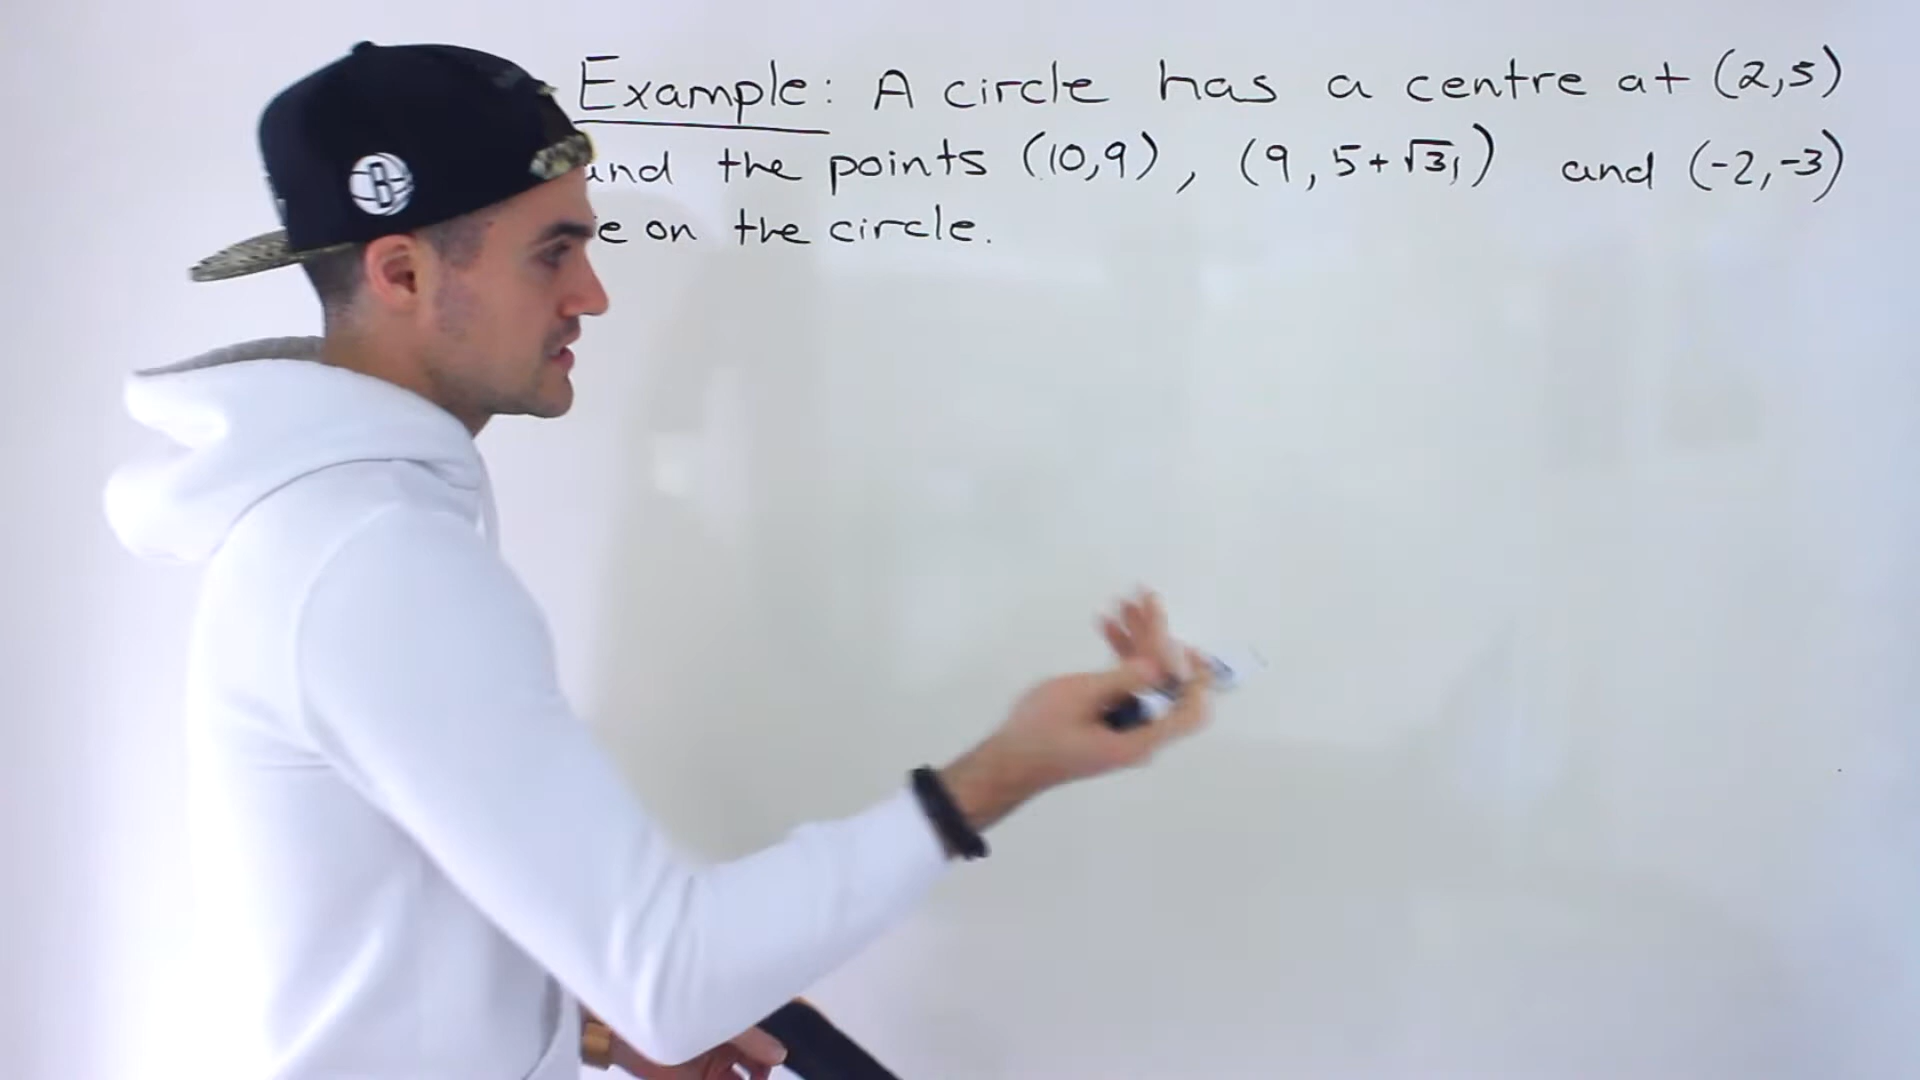 Example: A circle has a centre at (2,5)
and the points (10,9), (9, 5+√31) and (-2,-3)
e on the circle.
B